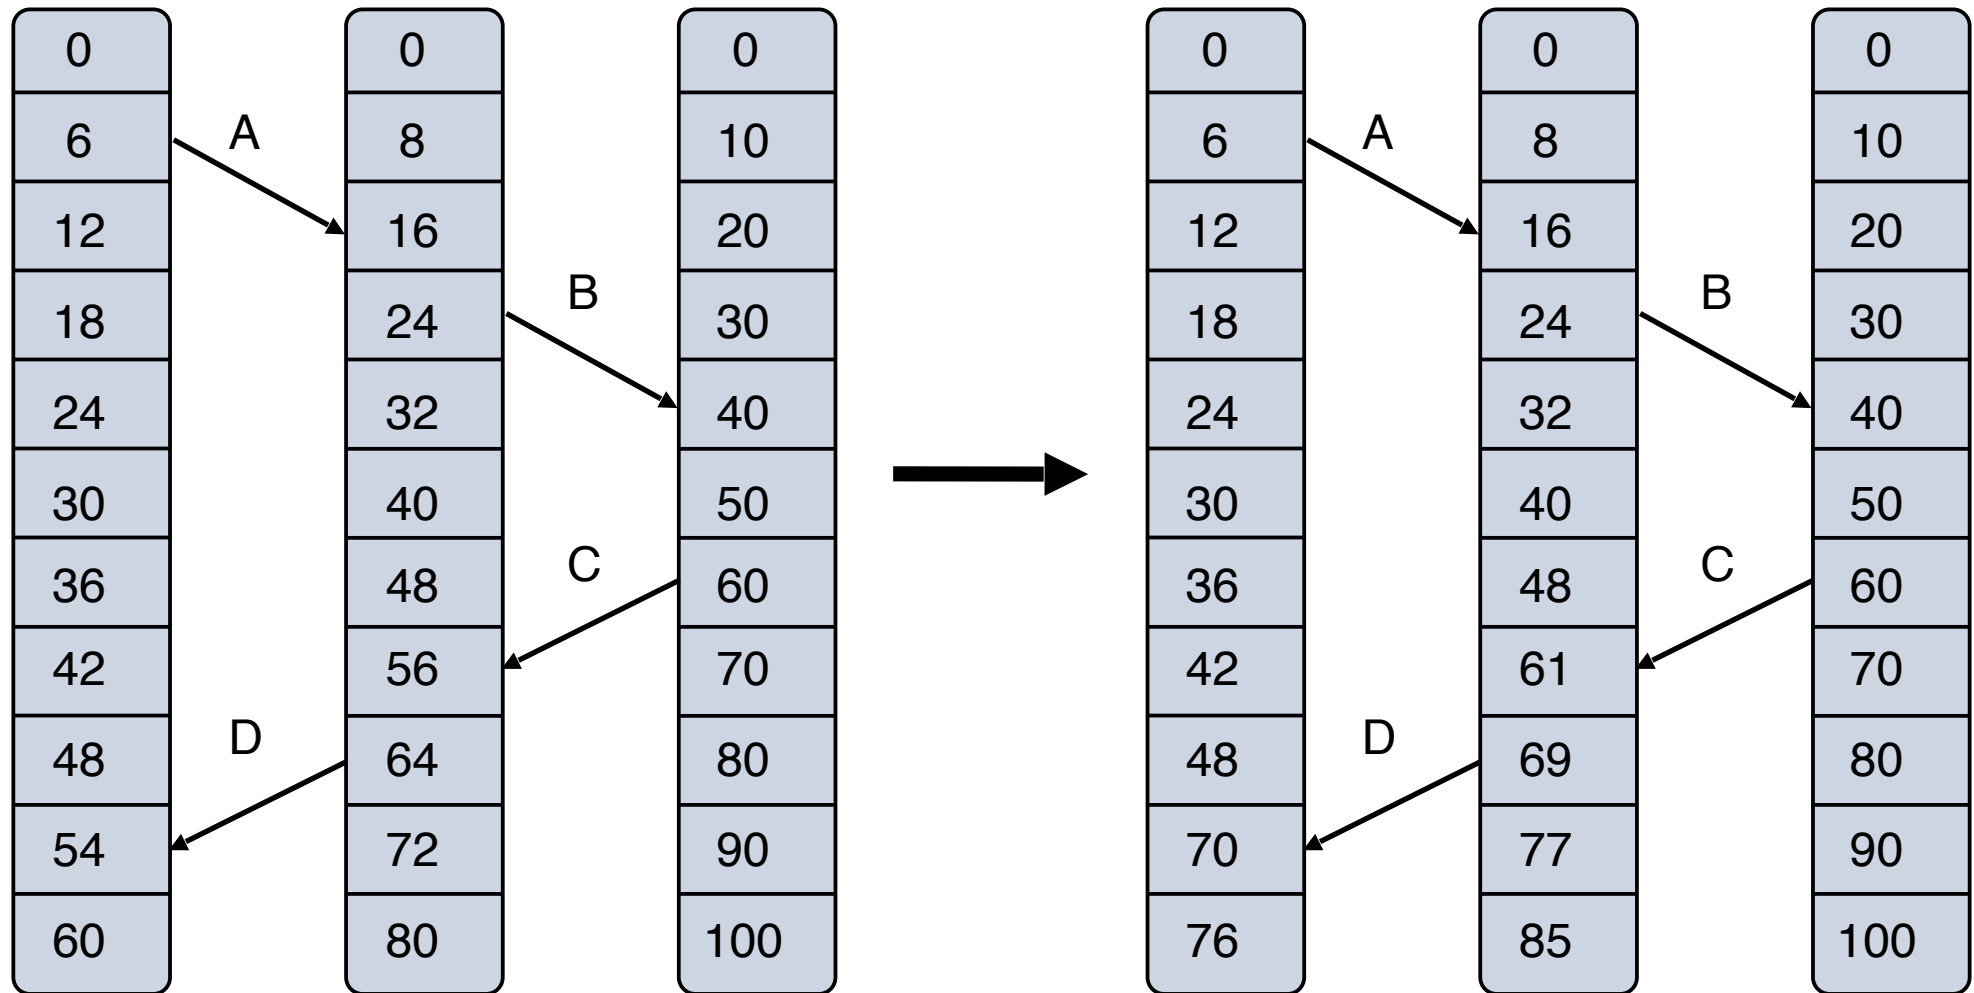 0 0 0 0 0 0
6 A 8 10 6 A 8 10
12 16 20 12 16 20
B B
18 24 30 18 24 30
24 32 40 24 32 40
30 40 50 30 40 50
C C
36 48 60 36 48 60
42 56 70 42 61 70
D D
48 64 80 48 69 80
54 72 90 70 77 90
60 80 100 76 85 100